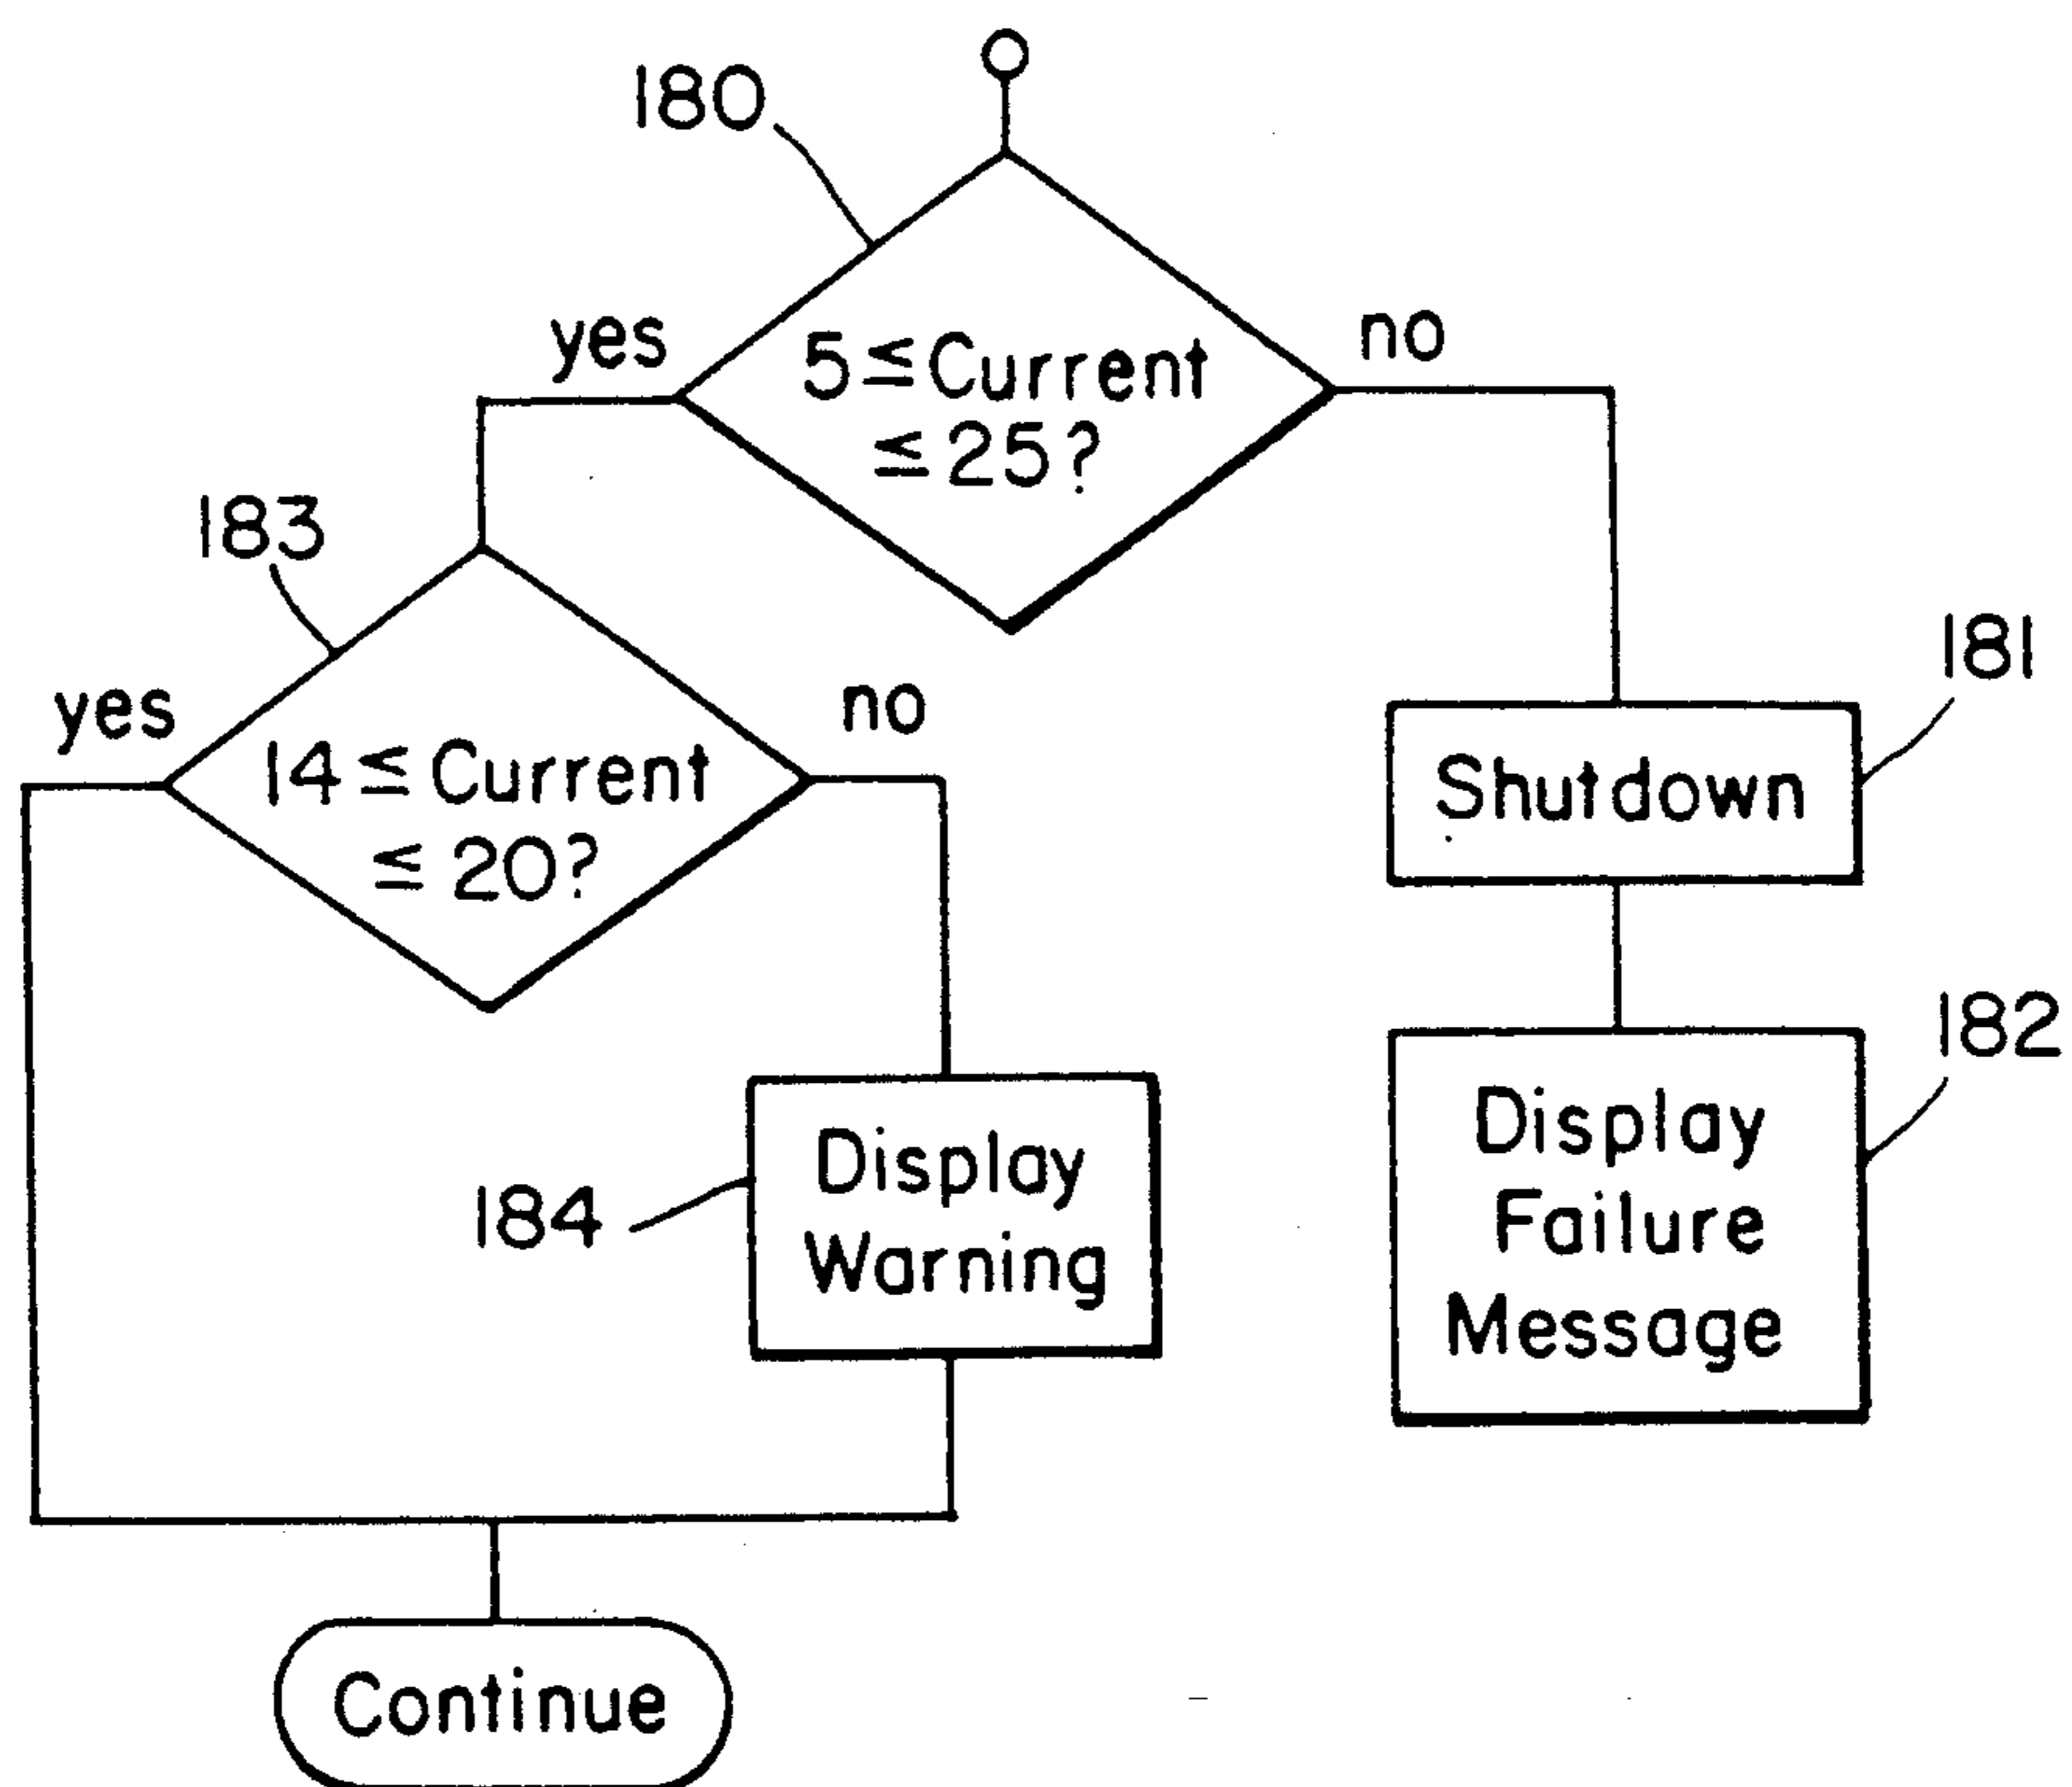 180
5 ≦ Current
≦ 25?
yes
no
183
14 ≦ Current
≦ 20?
yes
no
181
Shutdown
182
Display
Failure
Message
184
Display
Warning
Continue